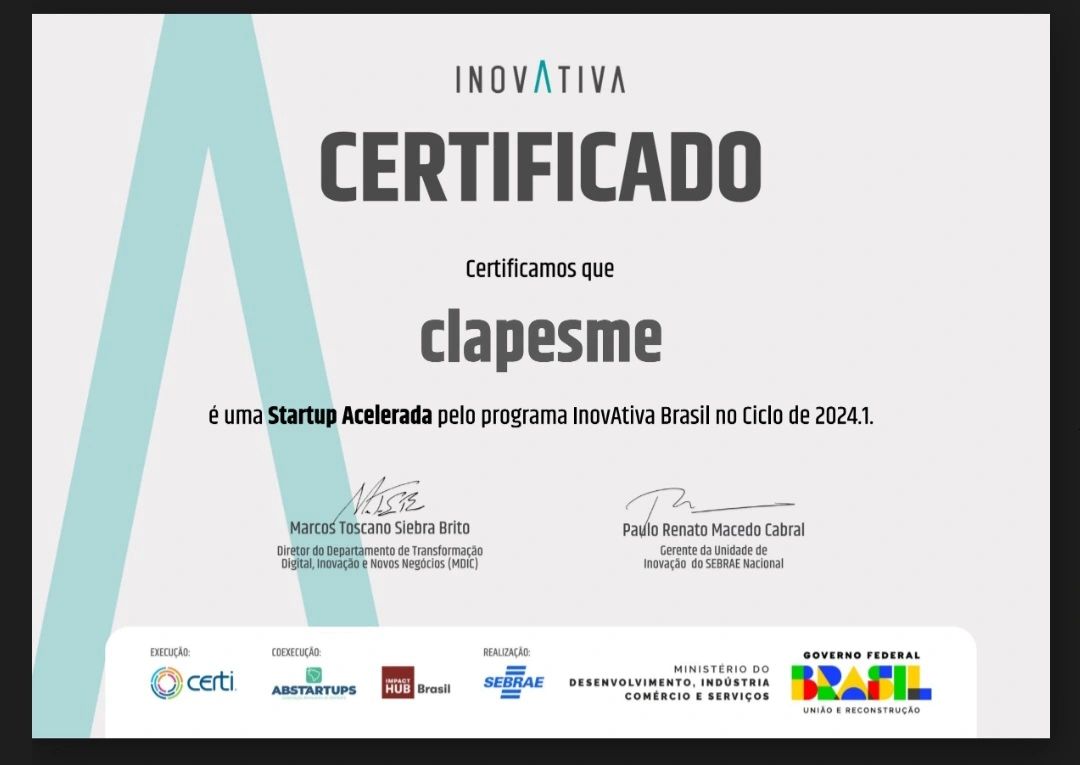 INOVATIVA
CERTIFICADO
Certificamos que
clapesme
é uma Startup Acelerada pelo programa InovAtiva Brasil no Ciclo de 2024.1.
Marcos Toscano Siebra Brito
Diretor do Departamento de Transformação
Digital, Inovação e Novos Negócios (MDIC)
Paulo Renato Macedo Cabral
Gerente da Unidade de
Inovação do SEBRAE Nacional
EXECUÇÃO:
certi
COEXECUÇÃO:
ABSTARTUPS
IMPACT
HUB Brasil
REALIZAÇÃO:
SEBRAE
MINISTÉRIO DO
DESENVOLVIMENTO, INDÚSTRIA
COMÉRCIO E SERVIÇOS
GOVERNO FEDERAL
BRASIL
UNIÃO E RECONSTRUÇÃO